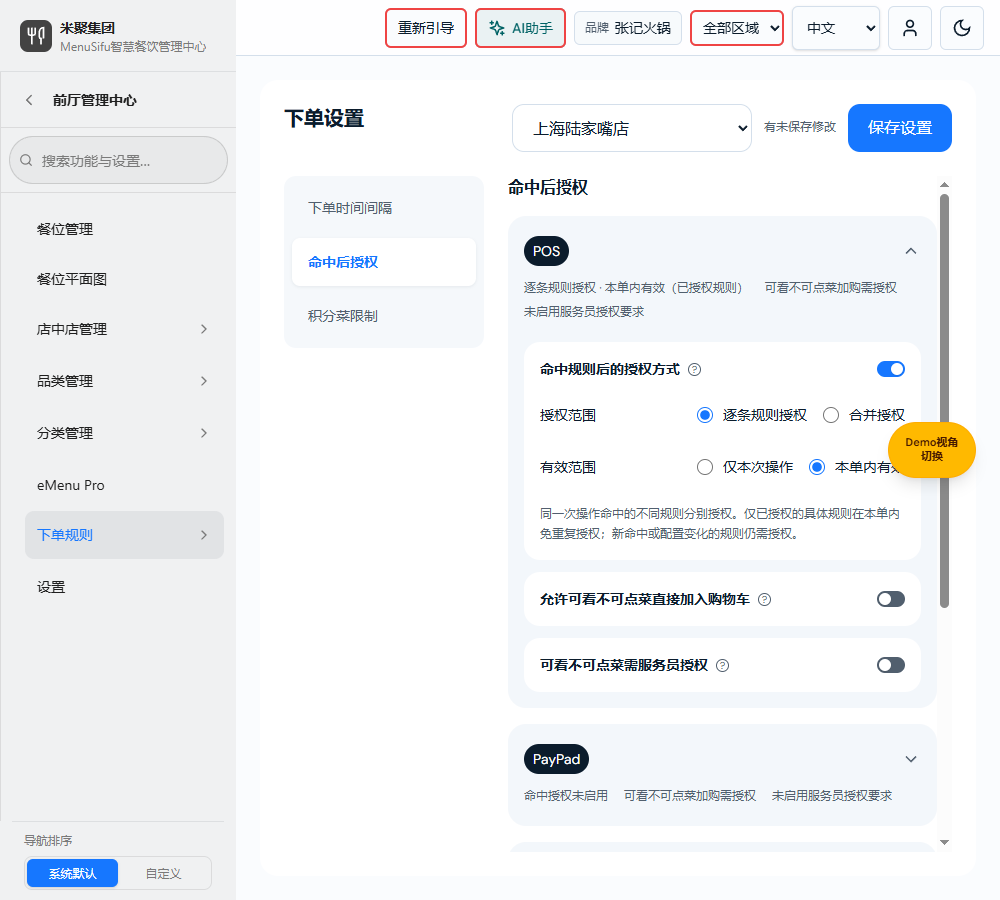 米聚集团
MenuSifu智慧餐饮管理中心
重新引导
AI助手
品牌 张记火锅
全部区域
中文
前厅管理中心
搜索功能与设置...
餐位管理
餐位平面图
店中店管理
品类管理
分类管理
eMenu Pro
下单规则
设置
导航排序
系统默认
自定义
下单设置
上海陆家嘴店
有未保存修改
保存设置
下单时间间隔
命中后授权
积分菜限制
命中后授权
POS
逐条规则授权 · 本单内有效（已授权规则） 可看不可点菜加购需授权
未启用服务员授权要求
命中规则后的授权方式
授权范围
逐条规则授权
合并授权
有效范围
仅本次操作
本单内有
Demo视角
切换
同一次操作命中的不同规则分别授权。仅已授权的具体规则在本单内
免重复授权；新命中或配置变化的规则仍需授权。
允许可看不可点菜直接加入购物车
可看不可点菜需服务员授权
PayPad
命中授权未启用 可看不可点菜加购需授权 未启用服务员授权要求